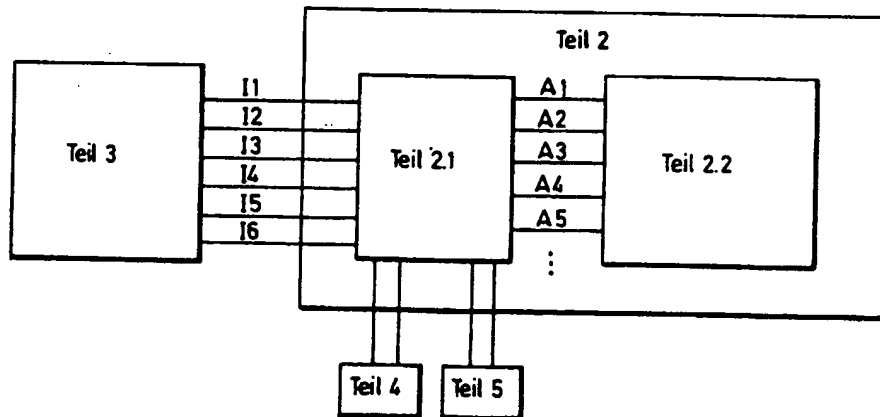 Teil 2
Teil 3
I1
I2
I3
I4
I5
I6
Teil 2.1
A1
A2
A3
A4
A5
⋮
Teil 2.2
Teil 4
Teil 5